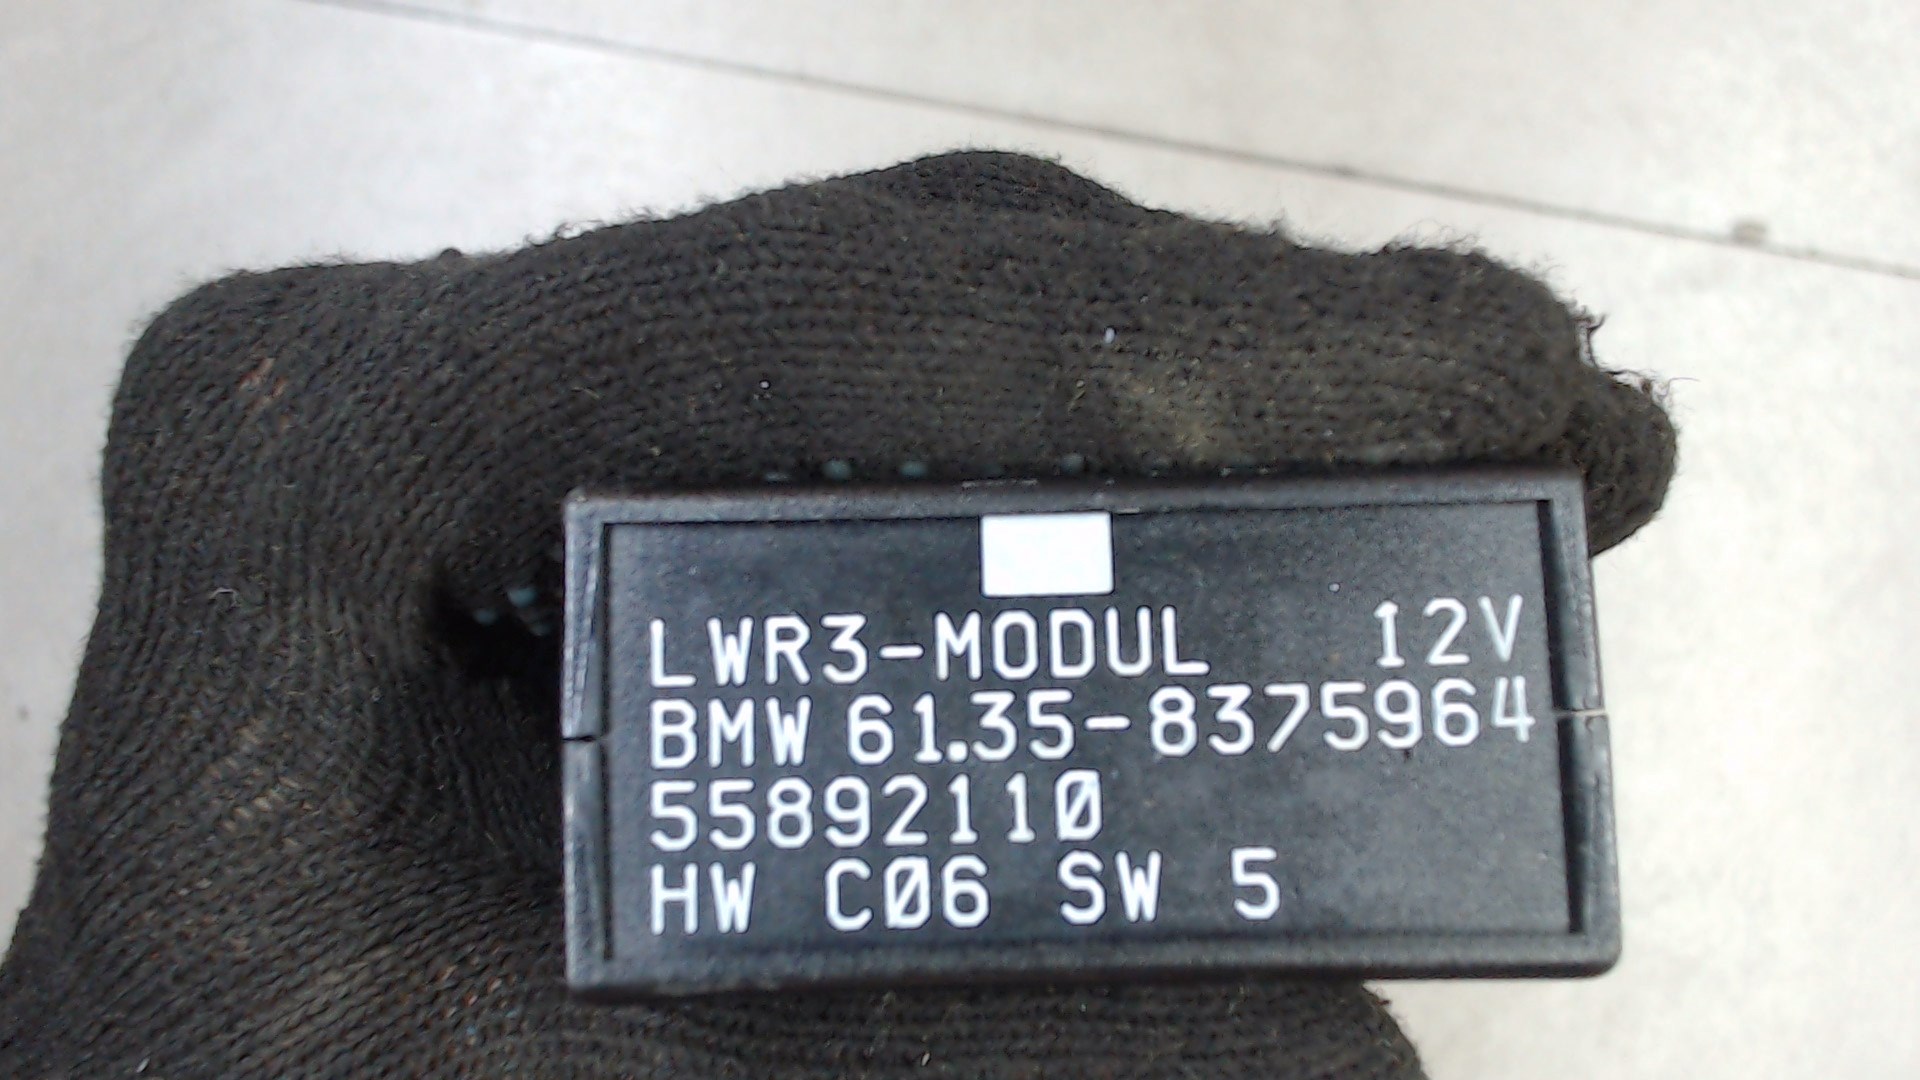 LWR3-MODUL 12V
BMW 61.35-8375964
55892110
HW C06 SW 5